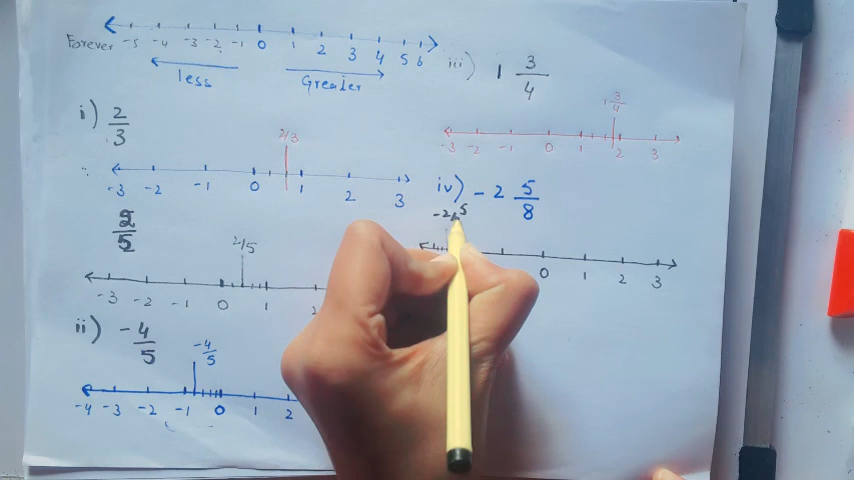 Forever -5 -4 -3 -2 -1 0 1 2 3 4 5 6
less Greater
i) 2/3
2/3
-3 -2 -1 0 1 2 3
2/5
2/5
-3 -2 -1 0 1 2
ii) -4/5
-4/5
-4 -3 -2 -1 0 1 2
iii) 1 3/4
1 3/4
-3 -2 -1 0 1 2 3
iv) -2 5/8
-2 5
0 1 2 3